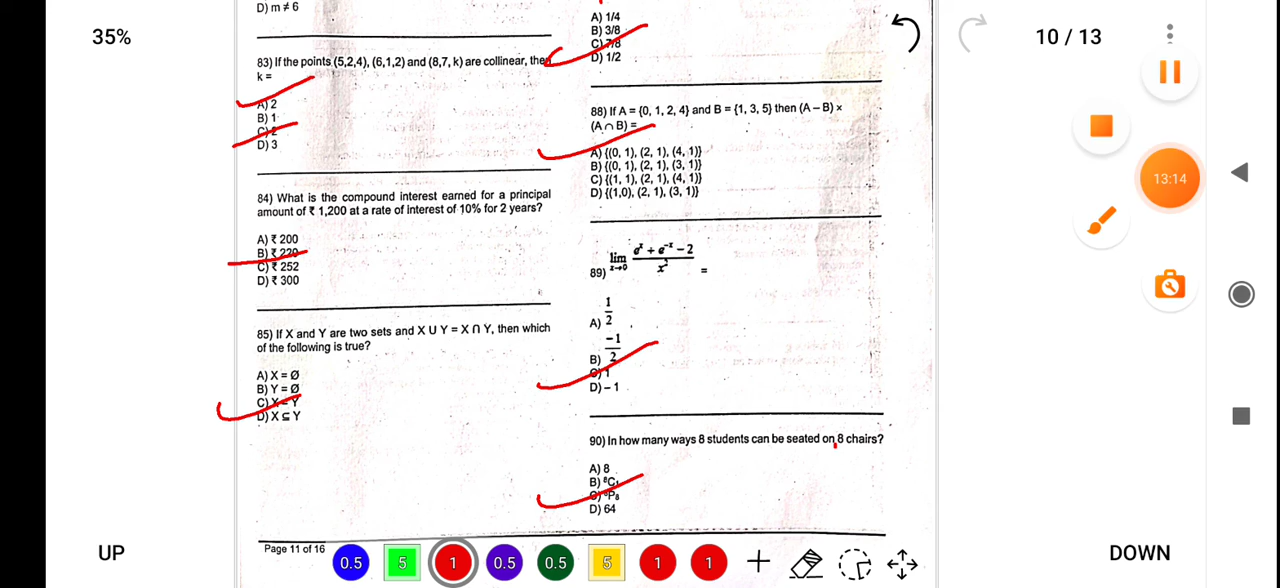 35%
10 / 13
13:14
UP
DOWN
D) m ≠ 6
83) If the points (5,2,4), (6,1,2) and (8,7, k) are collinear, then
k =
A) 2
B) 1
C) 2
D) 3
84) What is the compound interest earned for a principal
amount of ₹ 1,200 at a rate of interest of 10% for 2 years?
A) ₹ 200
B) ₹ 220
C) ₹ 252
D) ₹ 300
85) If X and Y are two sets and X U Y = X ∩ Y, then which
of the following is true?
A) X = Ø
B) Y = Ø
C) X = Y
D) X ⊆ Y
Page 11 of 16
A) 1/4
B) 3/8
C) 7/8
D) 1/2
88) If A = {0, 1, 2, 4} and B = {1, 3, 5} then (A – B) ×
(A ∩ B) =
A) {(0, 1), (2, 1), (4, 1)}
B) {(0, 1), (2, 1), (3, 1)}
C) {(1, 1), (2, 1), (4, 1)}
D) {(1,0), (2, 1), (3, 1)}
89) lim x→0 (e^x + e^-x – 2) / x^2 =
A) 1/2
B) -1/2
C) 1
D) – 1
90) In how many ways 8 students can be seated on 8 chairs?
A) 8
B) ⁸C₁
C) ⁸P₈
D) 64
0.5
5
1
0.5
0.5
5
1
1